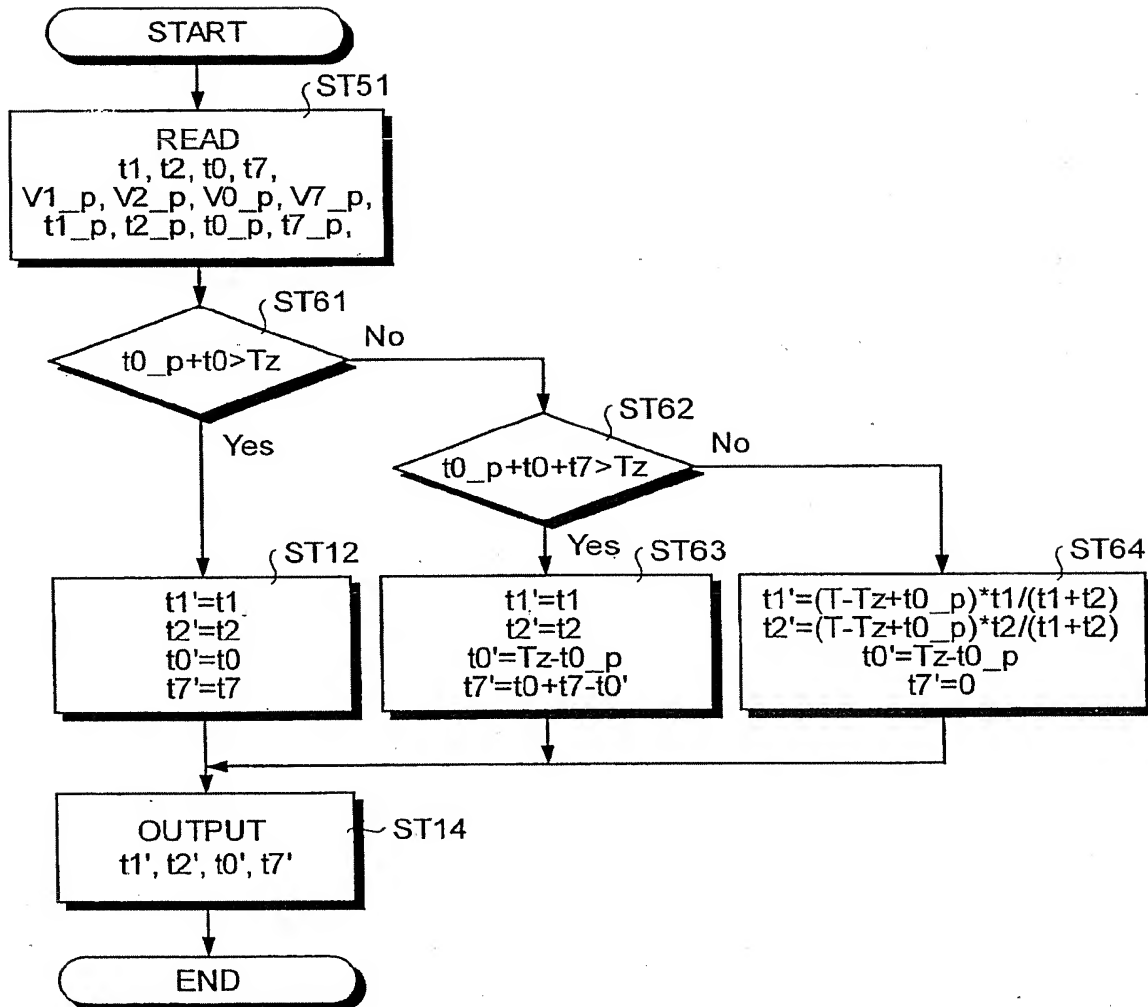 START
ST51
READ
t1, t2, t0, t7,
V1_p, V2_p, V0_p, V7_p,
t1_p, t2_p, t0_p, t7_p,
ST61
t0_p+t0>Tz
No
Yes
ST62
t0_p+t0+t7>Tz
No
Yes
ST12
t1'=t1
t2'=t2
t0'=t0
t7'=t7
ST63
t1'=t1
t2'=t2
t0'=Tz-t0_p
t7'=t0+t7-t0'
ST64
t1'=(T-Tz+t0_p)*t1/(t1+t2)
t2'=(T-Tz+t0_p)*t2/(t1+t2)
t0'=Tz-t0_p
t7'=0
OUTPUT
t1', t2', t0', t7'
ST14
END